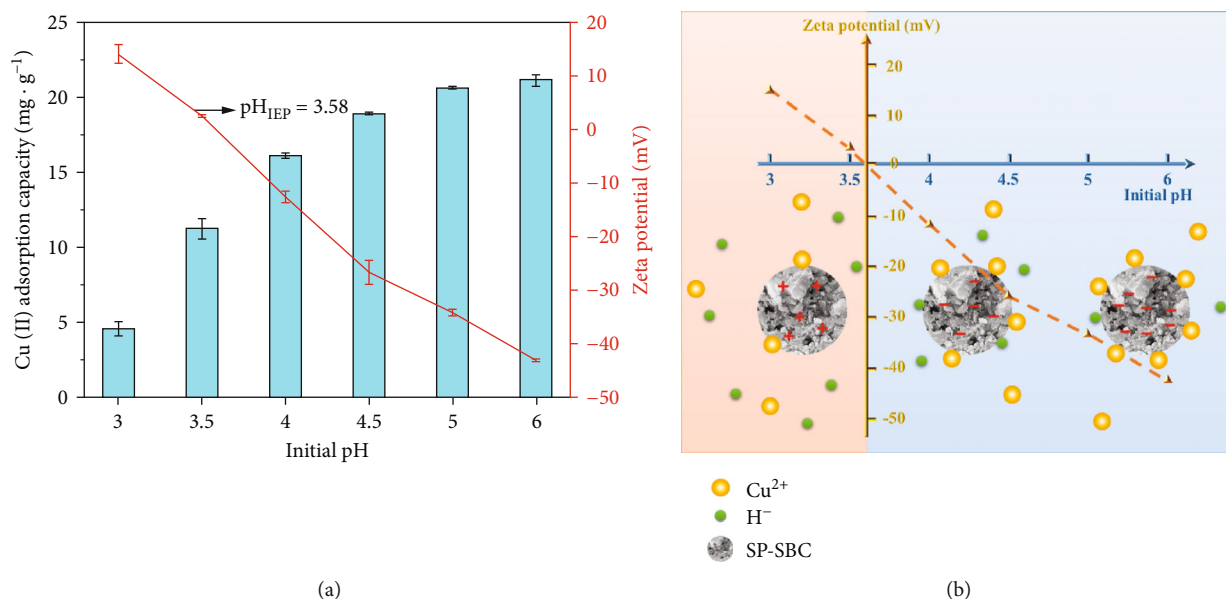 (a)
Cu (II) adsorption capacity (mg · g⁻¹)
25
20
15
10
5
0
pH_IEP = 3.58
20
10
0
−10
−20
−30
−40
−50
Zeta potential (mV)
3 3.5 4 4.5 5 6
Initial pH
Zeta potential (mV)
20
10
0
3 3.5 4 4.5 5 6
Initial pH
-10
-20
-30
-40
-50
Cu²⁺
H⁻
SP-SBC
(b)